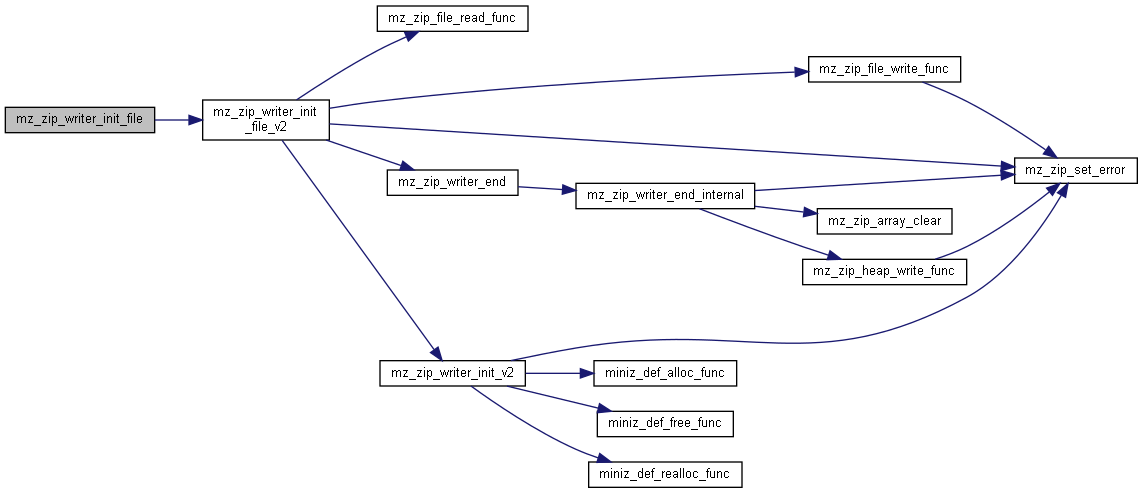 mz_zip_file_read_func
mz_zip_file_write_func
mz_zip_writer_init_file
mz_zip_writer_init
_file_v2
mz_zip_set_error
mz_zip_writer_end
mz_zip_writer_end_internal
mz_zip_array_clear
mz_zip_heap_write_func
mz_zip_writer_init_v2
miniz_def_alloc_func
miniz_def_free_func
miniz_def_realloc_func